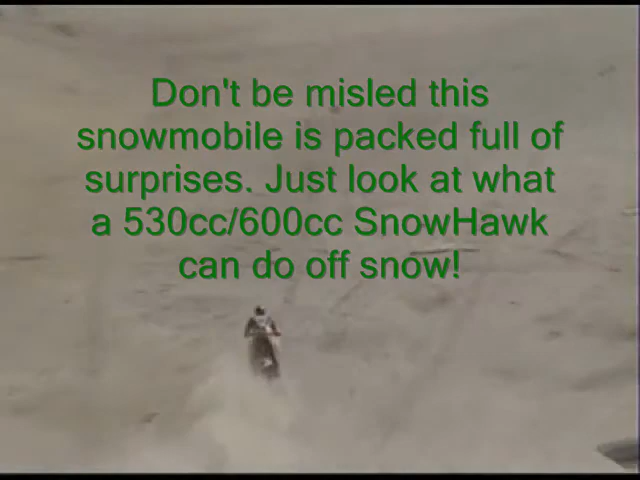 Don't be misled this
snowmobile is packed full of
surprises. Just look at what
a 530cc/600cc SnowHawk
can do off snow!